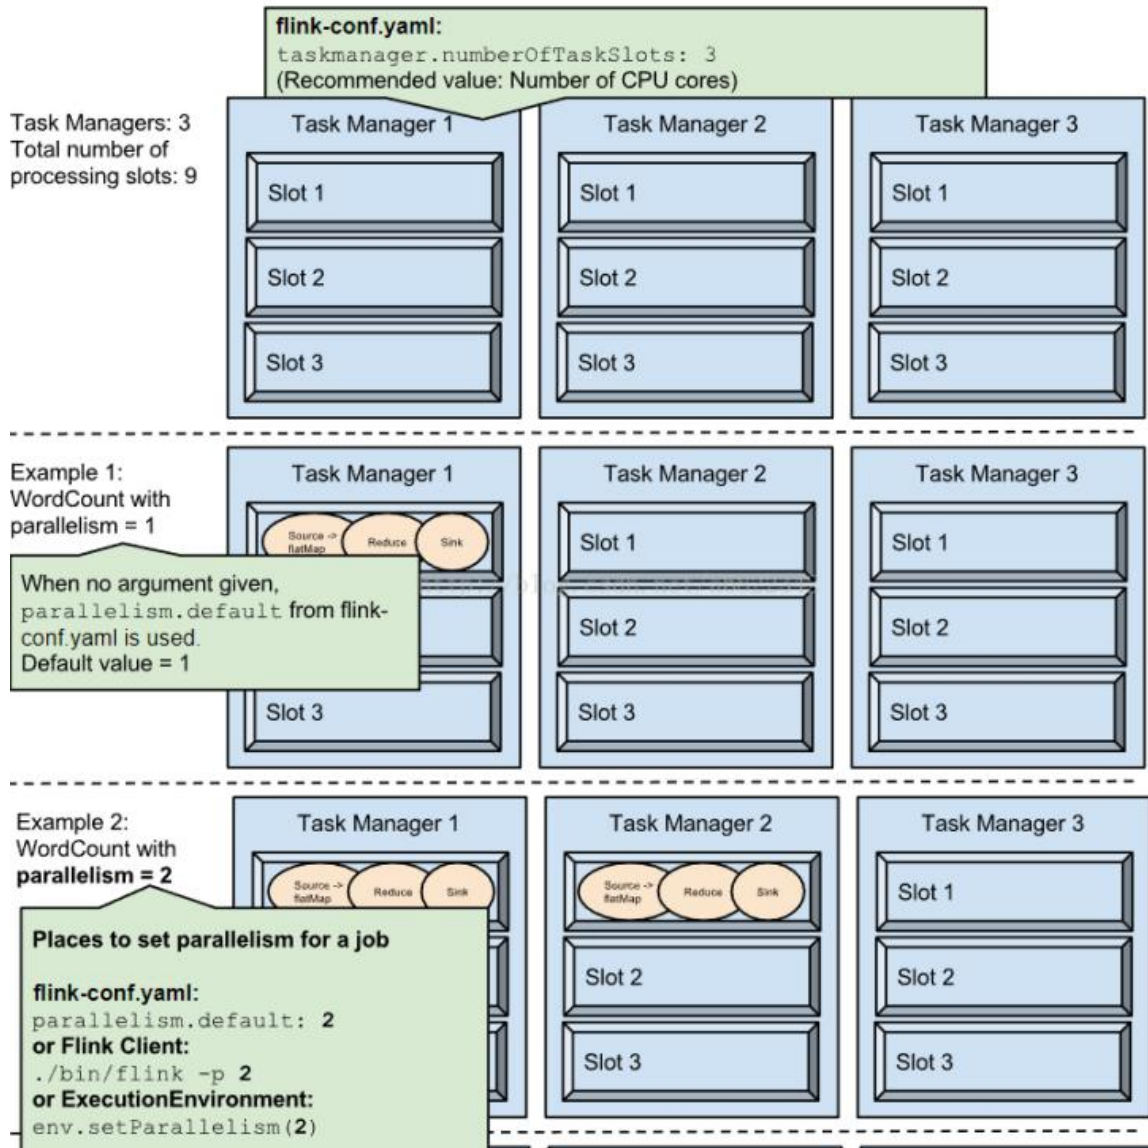 flink-conf.yaml:
taskmanager.numberOfTaskSlots: 3
(Recommended value: Number of CPU cores)
Task Managers: 3
Total number of
processing slots: 9
Task Manager 1
Slot 1
Slot 2
Slot 3
Task Manager 2
Slot 1
Slot 2
Slot 3
Task Manager 3
Slot 1
Slot 2
Slot 3
Example 1:
WordCount with
parallelism = 1
When no argument given,
parallelism.default from flink-
conf.yaml is used.
Default value = 1
Task Manager 1
Source ->
flatMap
Reduce
Sink
Slot 3
Task Manager 2
Slot 1
Slot 2
Slot 3
Task Manager 3
Slot 1
Slot 2
Slot 3
Example 2:
WordCount with
parallelism = 2
Places to set parallelism for a job
flink-conf.yaml:
parallelism.default: 2
or Flink Client:
./bin/flink -p 2
or ExecutionEnvironment:
env.setParallelism(2)
Task Manager 1
Source ->
flatMap
Reduce
Sink
Task Manager 2
Source ->
flatMap
Reduce
Sink
Slot 2
Slot 3
Task Manager 3
Slot 1
Slot 2
Slot 3